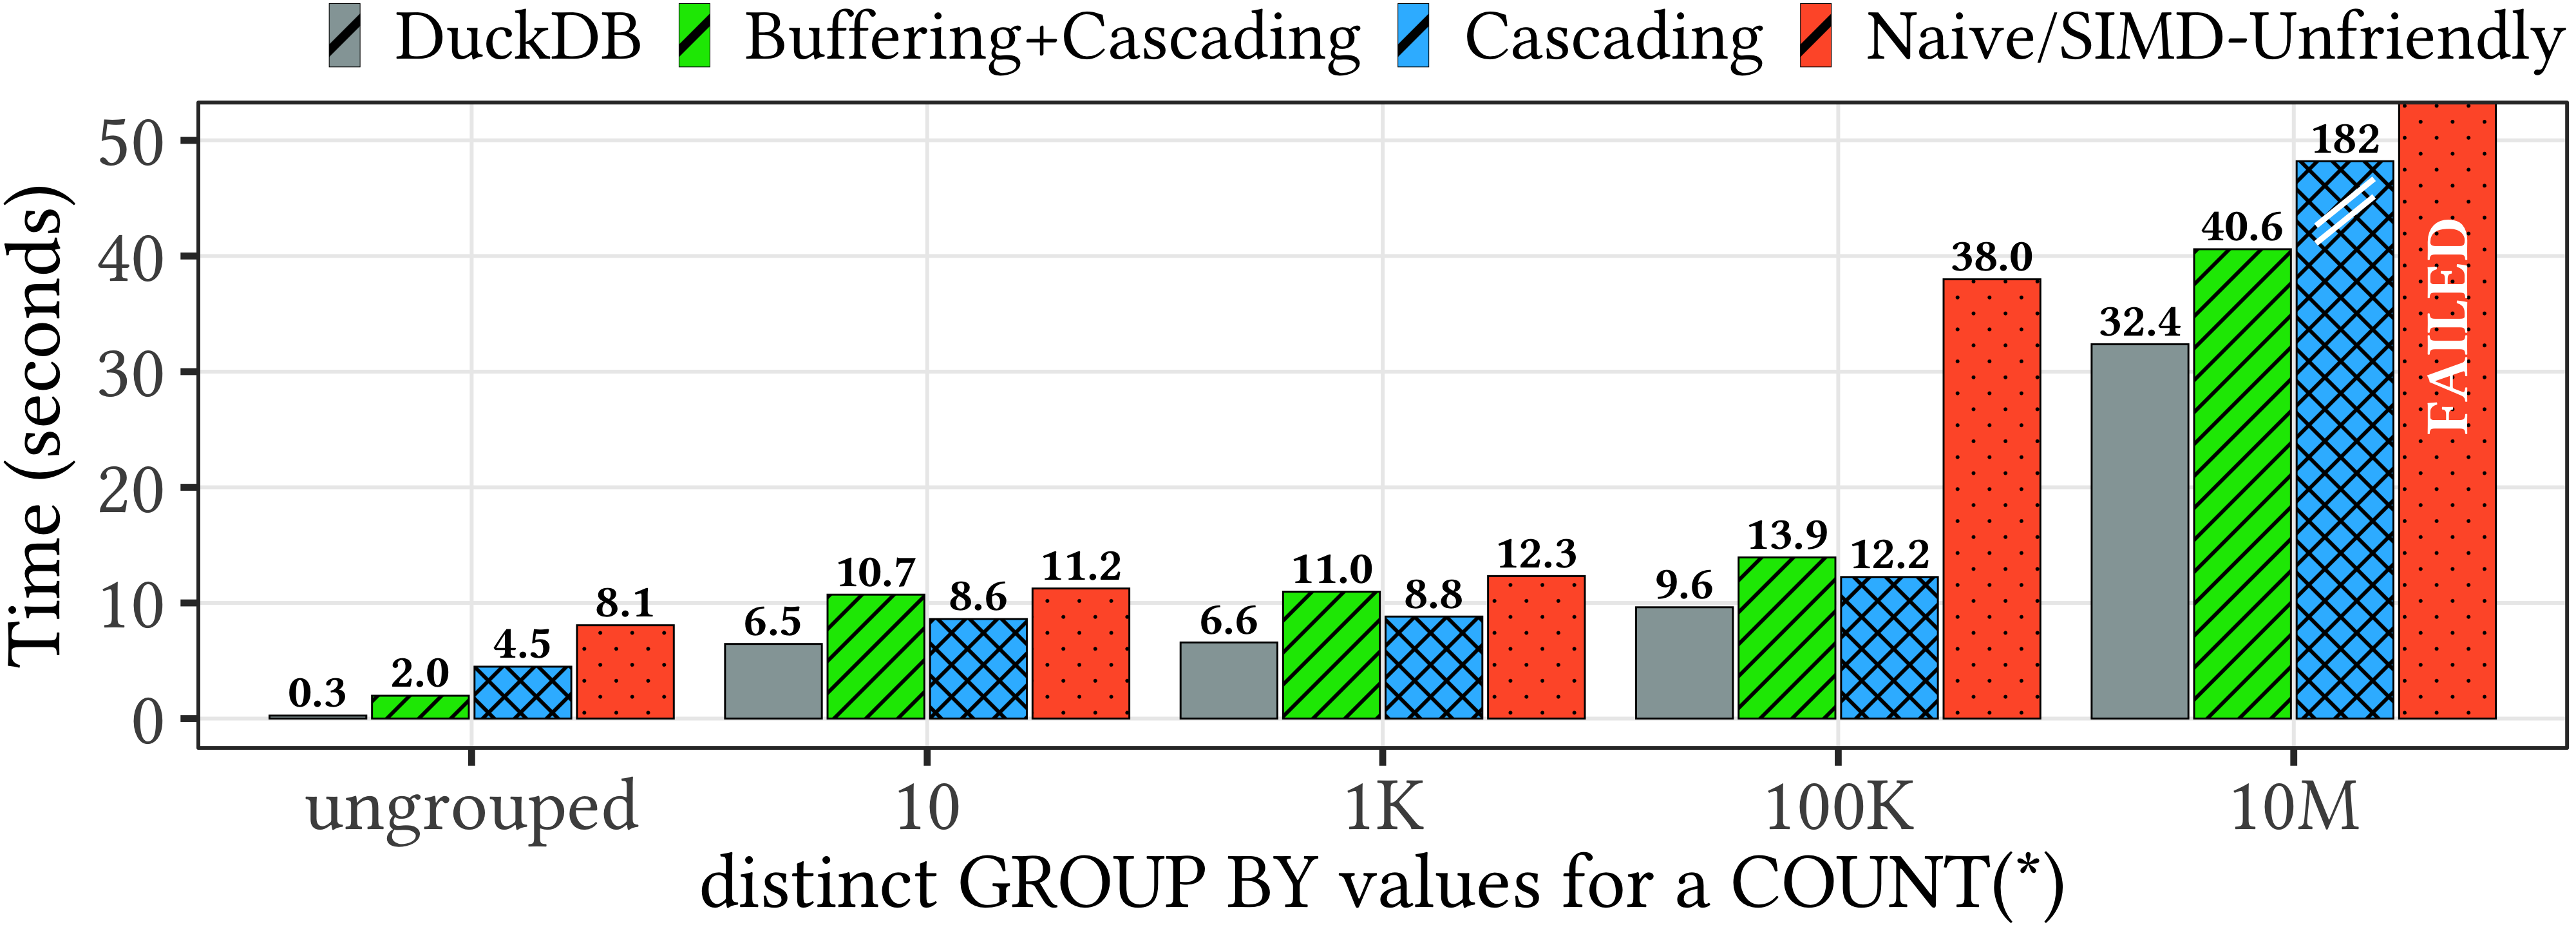 DuckDB Buffering+Cascading Cascading Naive/SIMD-Unfriendly
Time (seconds)
50
40
30
20
10
0
0.3 2.0 4.5 8.1
6.5 10.7 8.6 11.2
6.6 11.0 8.8 12.3
9.6 13.9 12.2 38.0
32.4 40.6 182 FAILED
ungrouped 10 1K 100K 10M
distinct GROUP BY values for a COUNT(*)